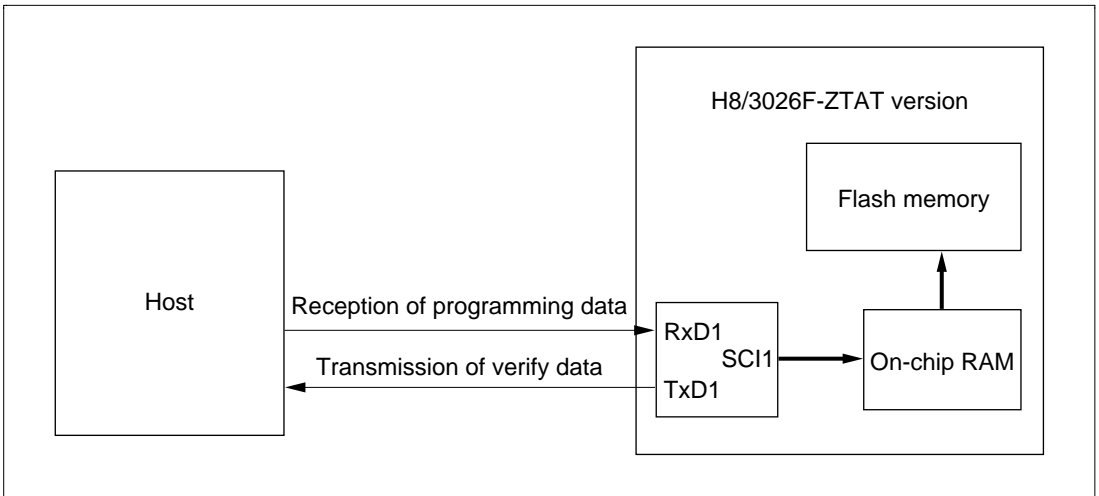 H8/3026F-ZTAT version
Flash memory
Host
Reception of programming data
RxD1
SCI1
On-chip RAM
Transmission of verify data
TxD1